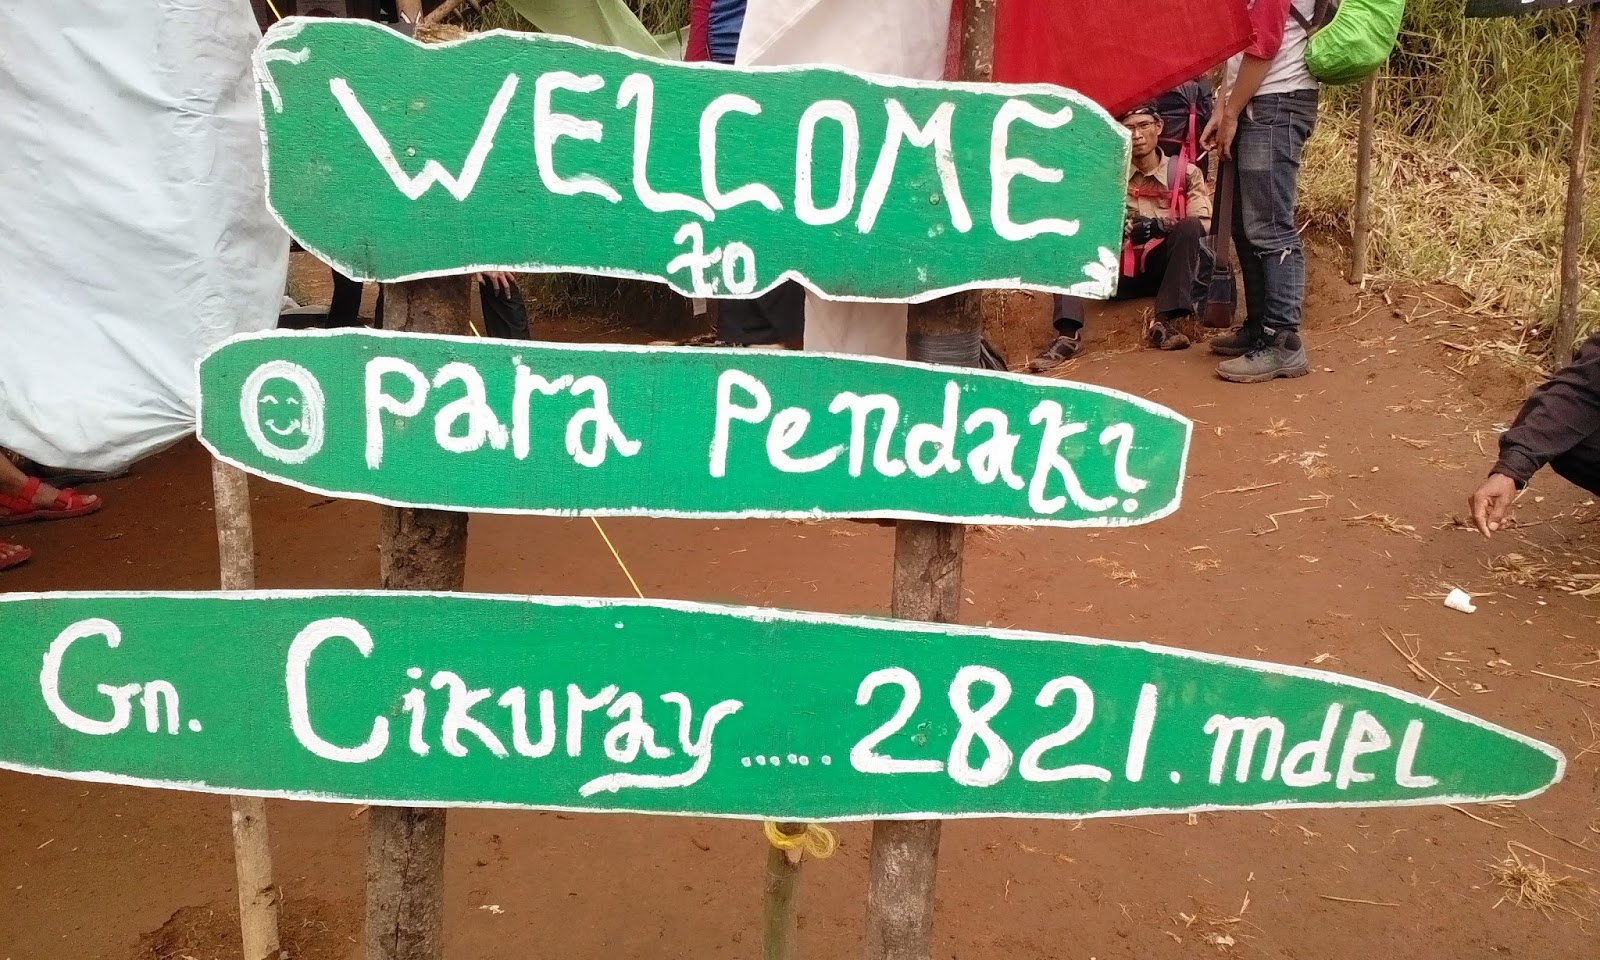 WELCOME
to
Para Pendaki
Gn. Cikuray ...... 2821. mdPL